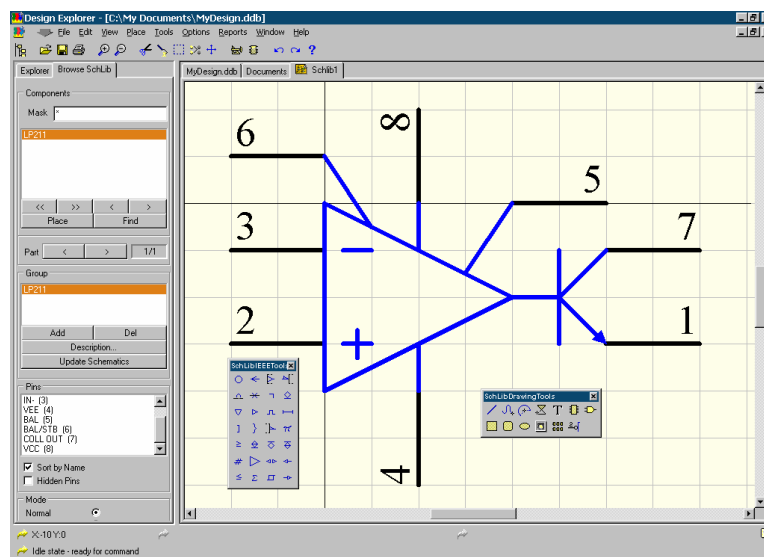 Design Explorer - [C:\My Documents\MyDesign.ddb]
File Edit View Place Tools Options Reports Window Help
Explorer Browse SchLib
MyDesign.ddb Documents Schlib1
Components
Mask *
LP211
<< >> < >
Place Find
Part < > 1/1
Group
LP211
Add Del
Description...
Update Schematics
Pins
IN- (3)
VEE (4)
BAL (5)
BAL/STB (6)
COLL OUT (7)
VCC (8)
Sort by Name
Hidden Pins
Mode
Normal
6
8
5
3
7
2
1
4
SchLibIEEETool
SchLibDrawingTools
T
X:-10 Y:0
Idle state - ready for command